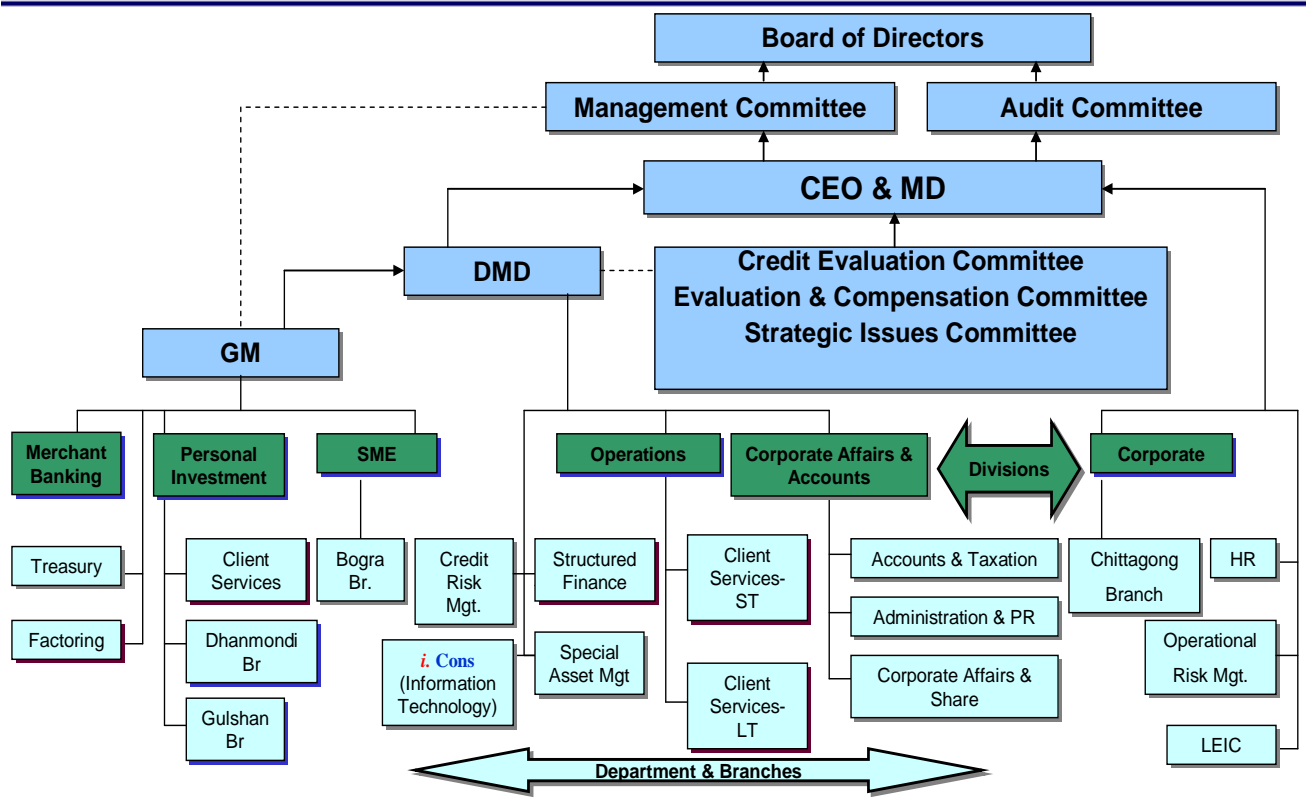 Board of Directors
Management Committee
Audit Committee
CEO & MD
DMD
Credit Evaluation Committee
Evaluation & Compensation Committee
Strategic Issues Committee
GM
Merchant
Banking
Personal
Investment
SME
Operations
Corporate Affairs &
Accounts
Divisions
Corporate
Treasury
Factoring
Client
Services
Dhanmondi
Br
Gulshan
Br
Bogra
Br.
Credit
Risk
Mgt.
i. Cons
(Information
Technology)
Structured
Finance
Special
Asset Mgt
Client
Services-
ST
Client
Services-
LT
Accounts & Taxation
Administration & PR
Corporate Affairs &
Share
Chittagong
Branch
HR
Operational
Risk Mgt.
LEIC
Department & Branches